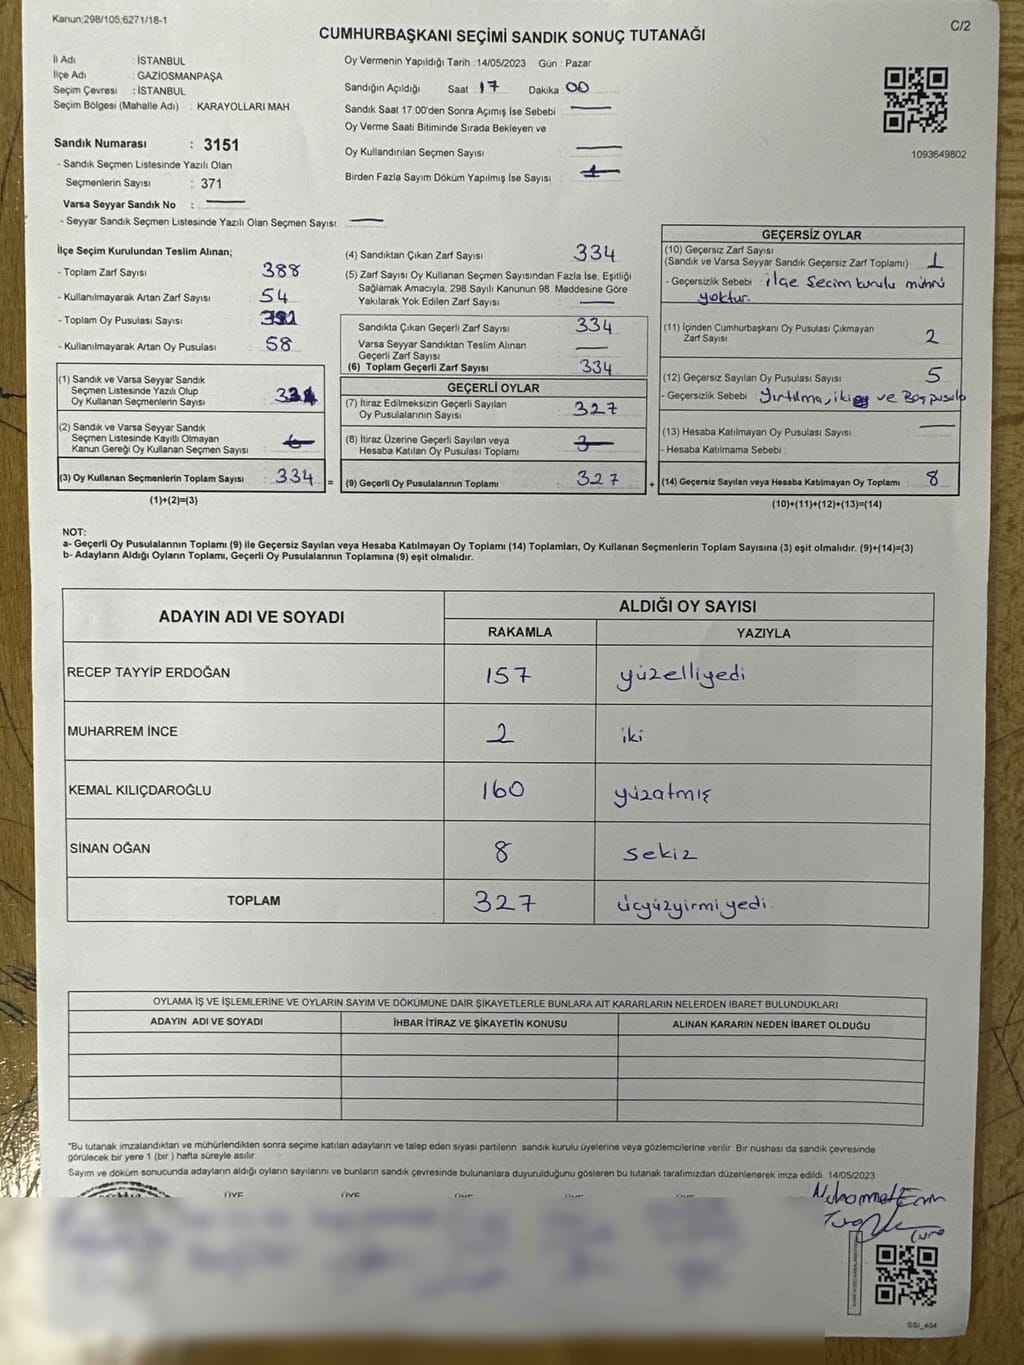 Kanun;298/105;6271/18-1
C/2
CUMHURBAŞKANI SEÇİMİ SANDIK SONUÇ TUTANAĞI
İl Adı : İSTANBUL
İlçe Adı : GAZİOSMANPAŞA
Seçim Çevresi : İSTANBUL
Seçim Bölgesi (Mahalle Adı) : KARAYOLLARI MAH
Sandık Numarası : 3151
- Sandık Seçmen Listesinde Yazılı Olan
Seçmenlerin Sayısı : 371
Varsa Seyyar Sandık No :
- Seyyar Sandık Seçmen Listesinde Yazılı Olan Seçmen Sayısı:
Oy Vermenin Yapıldığı Tarih : 14/05/2023 Gün : Pazar
Sandığın Açıldığı Saat : 17 Dakika : 00
Sandık Saat 17:00'den Sonra Açımış İse Sebebi :
Oy Verme Saati Bitiminde Sırada Bekleyen ve
Oy Kullandırılan Seçmen Sayısı :
Birden Fazla Sayım Döküm Yapılmış İse Sayısı : 1
1093649802
İlçe Seçim Kurulundan Teslim Alınan;
- Toplam Zarf Sayısı : 388
- Kullanılmayarak Artan Zarf Sayısı : 54
- Toplam Oy Pusulası Sayısı :
- Kullanılmayarak Artan Oy Pusulası : 58
(1) Sandık ve Varsa Seyyar Sandık
Seçmen Listesinde Yazılı Olup
Oy Kullanan Seçmenlerin Sayısı :
(2) Sandık ve Varsa Seyyar Sandık
Seçmen Listesinde Kayıtlı Olmayan
Kanun Gereği Oy Kullanan Seçmen Sayısı :
(3) Oy Kullanan Seçmenlerin Toplam Sayısı : 334 =
(1)+(2)=(3)
(4) Sandıktan Çıkan Zarf Sayısı : 334
(5) Zarf Sayısı Oy Kullanan Seçmen Sayısından Fazla İse, Eşitliği
Sağlamak Amacıyla, 298 Sayılı Kanunun 98. Maddesine Göre
Yakılarak Yok Edilen Zarf Sayısı :
Sandıkta Çıkan Geçerli Zarf Sayısı : 334
Varsa Seyyar Sandıktan Teslim Alınan
Geçerli Zarf Sayısı :
(6) Toplam Geçerli Zarf Sayısı : 334
GEÇERLİ OYLAR
(7) İtiraz Edilmeksizin Geçerli Sayılan
Oy Pusulalarının Sayısı : 327
(8) İtiraz Üzerine Geçerli Sayılan veya
Hesaba Katılan Oy Pusulası Toplamı :
(9) Geçerli Oy Pusulalarının Toplamı : 327 +
GEÇERSİZ OYLAR
(10) Geçersiz Zarf Sayısı
(Sandık ve Varsa Seyyar Sandık Geçersiz Zarf Toplamı) : 1
- Geçersizlik Sebebi : ilçe Seçim kurulu mührü
yoktur.
(11) İçinden Cumhurbaşkanı Oy Pusulası Çıkmayan
Zarf Sayısı : 2
(12) Geçersiz Sayılan Oy Pusulası Sayısı : 5
- Geçersizlik Sebebi : Yırtılma, iki ve Boş pusula
(13) Hesaba Katılmayan Oy Pusulası Sayısı :
- Hesaba Katılmama Sebebi :
(14) Geçersiz Sayılan veya Hesaba Katılmayan Oy Toplamı : 8
(10)+(11)+(12)+(13)=(14)
NOT:
a- Geçerli Oy Pusulalarının Toplamı (9) ile Geçersiz Sayılan veya Hesaba Katılmayan Oy Toplamı (14) Toplamları, Oy Kullanan Seçmenlerin Toplam Sayısına (3) eşit olmalıdır. (9)+(14)=(3)
b- Adayların Aldığı Oyların Toplamı, Geçerli Oy Pusulalarının Toplamına (9) eşit olmalıdır.
ADAYIN ADI VE SOYADI
ALDIĞI OY SAYISI
RAKAMLA YAZIYLA
RECEP TAYYİP ERDOĞAN 157 yüzelliyedi
MUHARREM İNCE 2 iki
KEMAL KILIÇDAROĞLU 160 yüzatmış
SİNAN OĞAN 8 sekiz
TOPLAM 327 üçyüzyirmiyedi.
OYLAMA İŞ VE İŞLEMLERİNE VE OYLARIN SAYIM VE DÖKÜMÜNE DAİR ŞİKAYETLERLE BUNLARA AİT KARARLARIN NELERDEN İBARET BULUNDUKLARI
ADAYIN ADI VE SOYADI İHBAR İTİRAZ VE ŞİKAYETİN KONUSU ALINAN KARARIN NEDEN İBARET OLDUĞU
*Bu tutanak imzalandıktan ve mühürlendikten sonra seçime katılan adayların ve talep eden siyasi partilerin sandık kurulu üyelerine veya gözlemcilerine verilir. Bir nüshası da sandık çevresinde
görülecek bir yere 1 (bir ) hafta süreyle asılır.
Sayım ve döküm sonucunda adayların aldığı oyların sayılarını ve bunların sandık çevresinde bulunanlara duyurulduğunu gösteren bu tutanak tarafımızdan düzenlenerek imza edildi. 14/05/2023
ÜYE ÜYE ÜYE ÜYE ÜYE
SSI_404